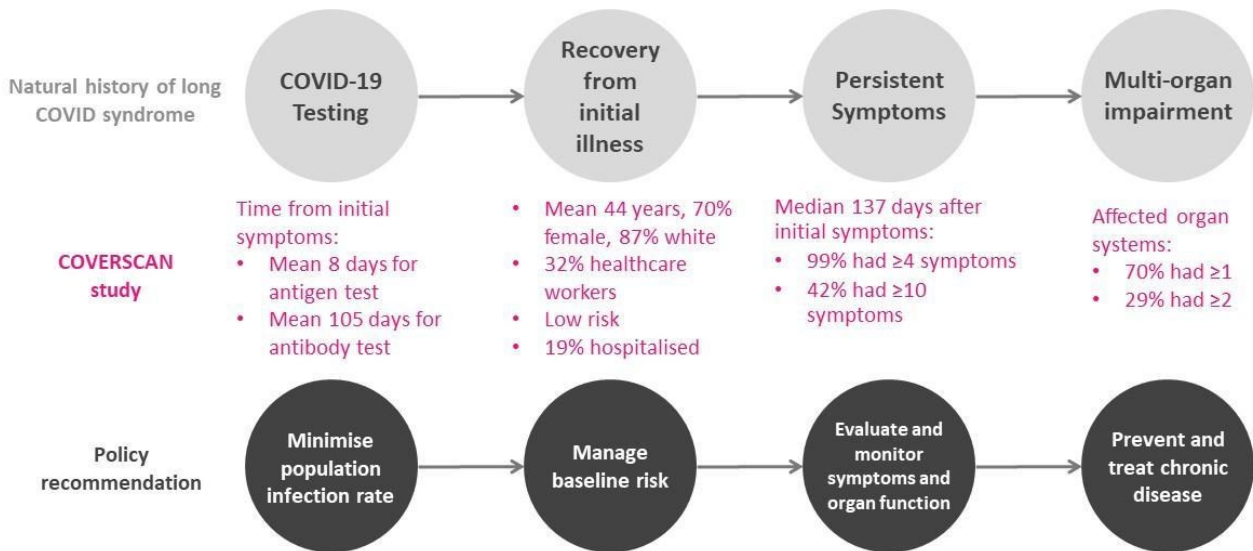 Natural history of long
COVID syndrome
COVID-19
Testing
Recovery
from
initial
illness
Persistent
Symptoms
Multi-organ
impairment
COVERSCAN
study
Time from initial
symptoms:
• Mean 8 days for
antigen test
• Mean 105 days for
antibody test
• Mean 44 years, 70%
female, 87% white
• 32% healthcare
workers
• Low risk
• 19% hospitalised
Median 137 days after
initial symptoms:
• 99% had ≥4 symptoms
• 42% had ≥10
symptoms
Affected organ
systems:
• 70% had ≥1
• 29% had ≥2
Policy
recommendation
Minimise
population
infection rate
Manage
baseline risk
Evaluate and
monitor
symptoms and
organ function
Prevent and
treat chronic
disease